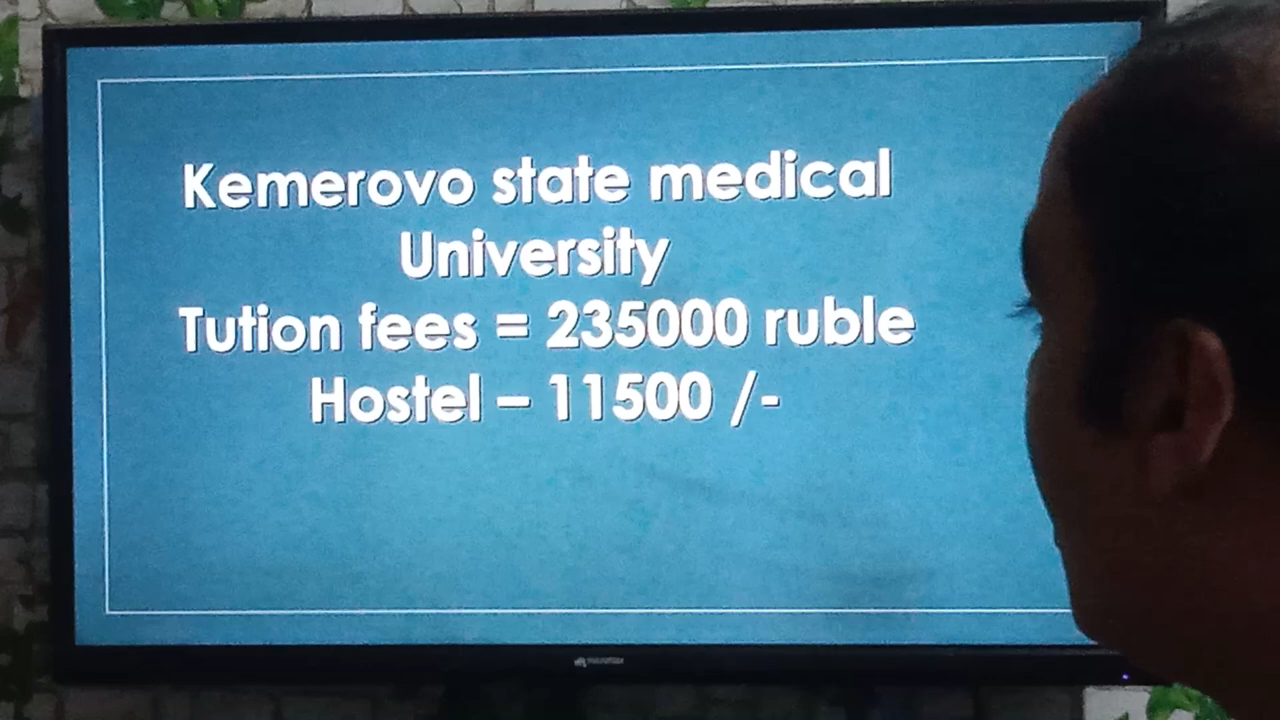 Kemerovo state medical
University
Tution fees = 235000 ruble
Hostel – 11500 /-